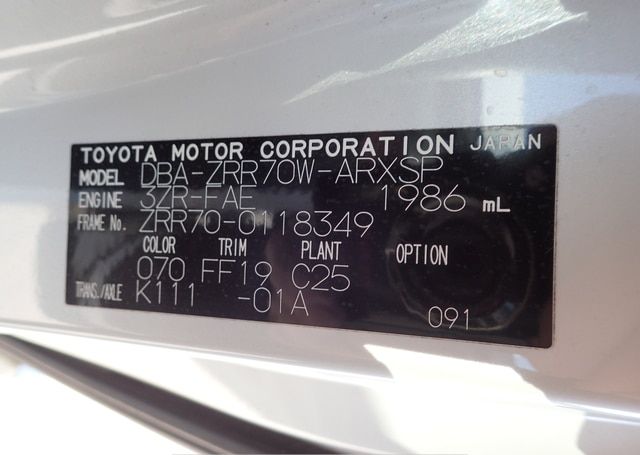 TOYOTA MOTOR CORPORATION JAPAN
MODEL DBA-ZRR70W-ARXSP
ENGINE 3ZR-FAE 1986 mL
FRAME No. ZRR70-0118349
COLOR TRIM PLANT OPTION
070 FF19 C25
TRANS./AXLE K111 -01A
091